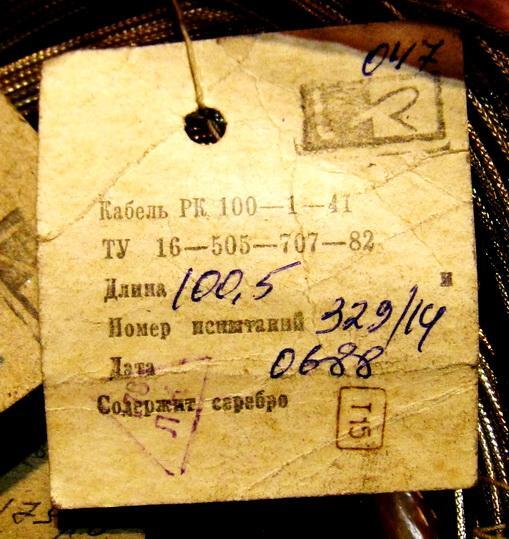 047
Кабель РК 100—1—41
ТУ 16—505—707—82
Длина 100,5 м
Номер испытаний 329/14
Дата 0688
Содержит серебро
Т15
173